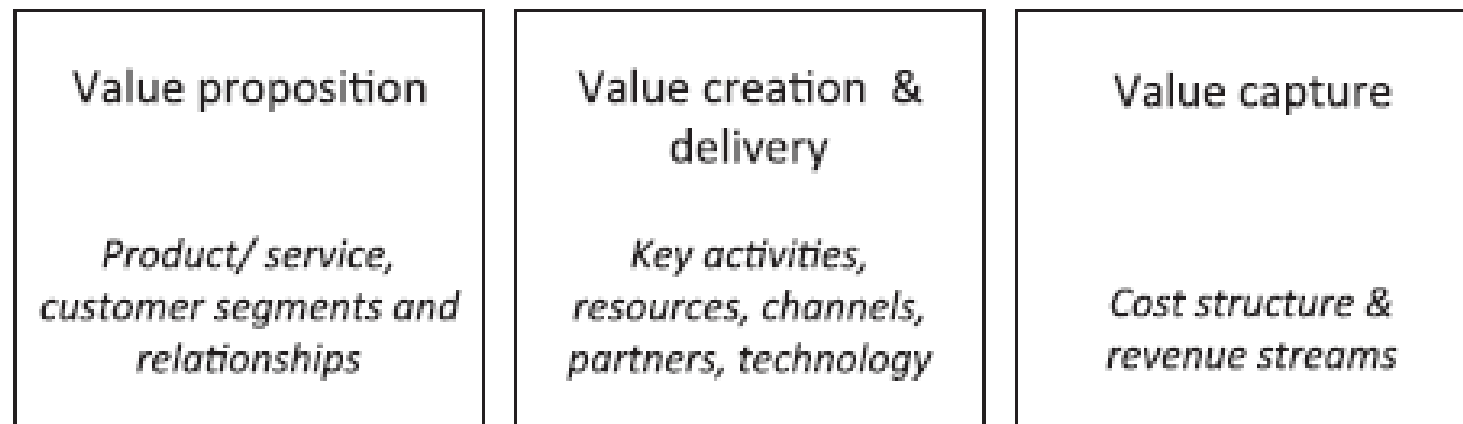 Value proposition
Product/ service,
customer segments and
relationships
Value creation &
delivery
Key activities,
resources, channels,
partners, technology
Value capture
Cost structure &
revenue streams